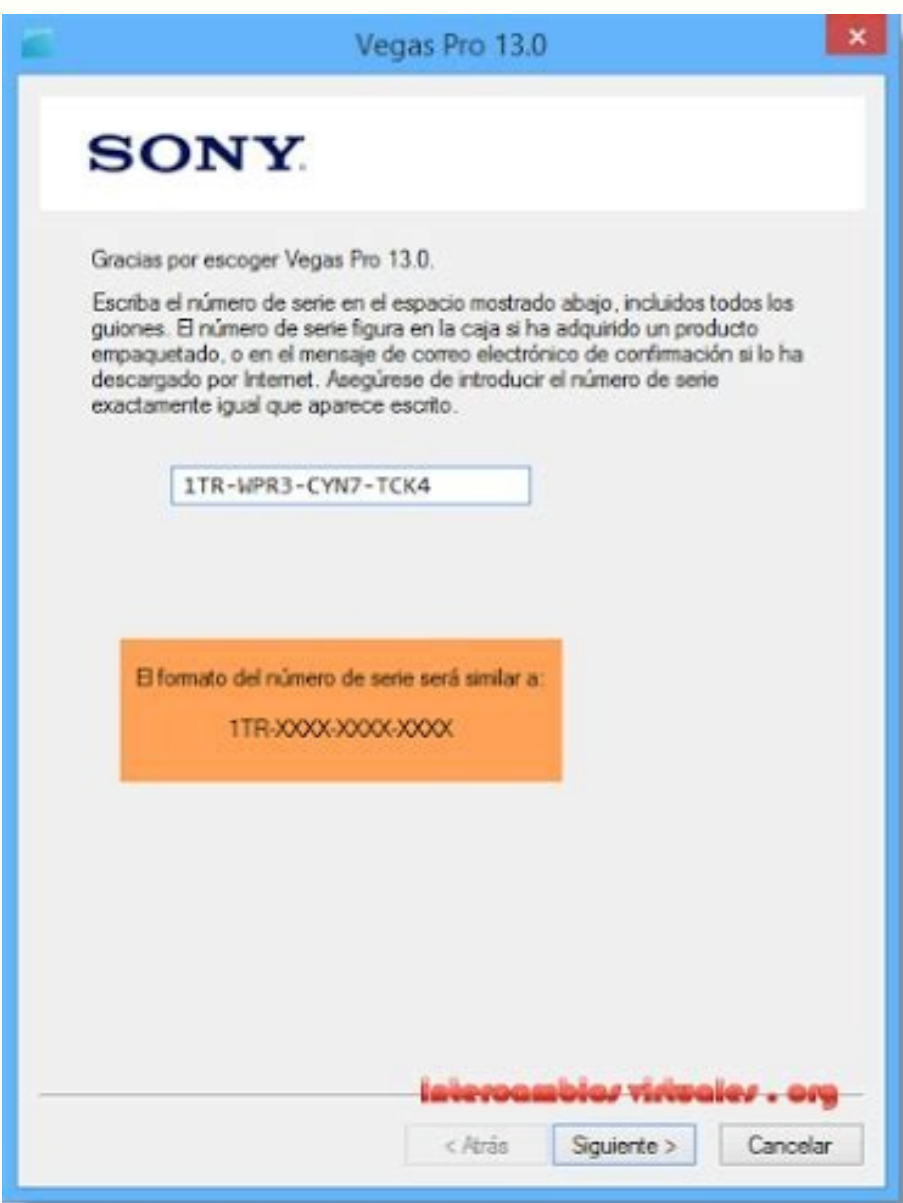 Vegas Pro 13.0
SONY
Gracias por escoger Vegas Pro 13.0.
Escriba el número de serie en el espacio mostrado abajo, incluidos todos los
guiones. El número de serie figura en la caja si ha adquirido un producto
empaquetado, o en el mensaje de correo electrónico de confirmación si lo ha
descargado por Internet. Asegúrese de introducir el número de serie
exactamente igual que aparece escrito.
1TR-WPR3-CYN7-TCK4
El formato del número de serie será similar a:
1TR-XXXX-XXXX-XXXX
intercambios virtuales . org
< Atrás
Siguiente >
Cancelar